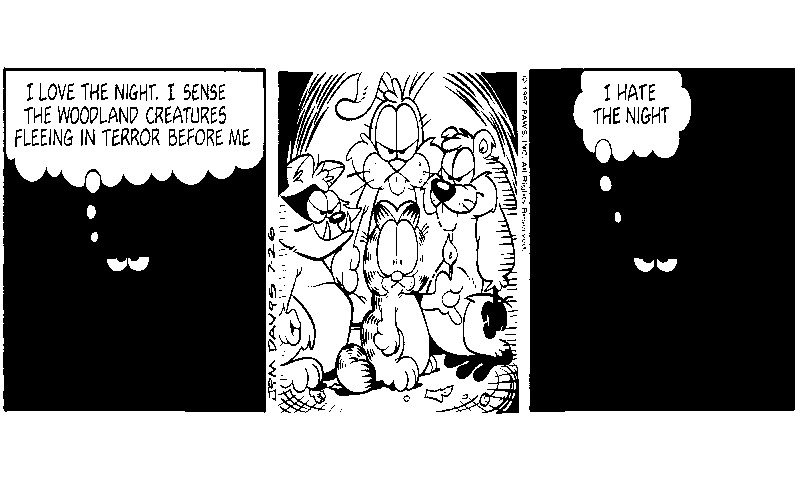 I LOVE THE NIGHT. I SENSE
THE WOODLAND CREATURES
FLEEING IN TERROR BEFORE ME
JIM DAVIS 7-26
© 1997 PAWS, INC. All Rights Reserved.
I HATE
THE NIGHT